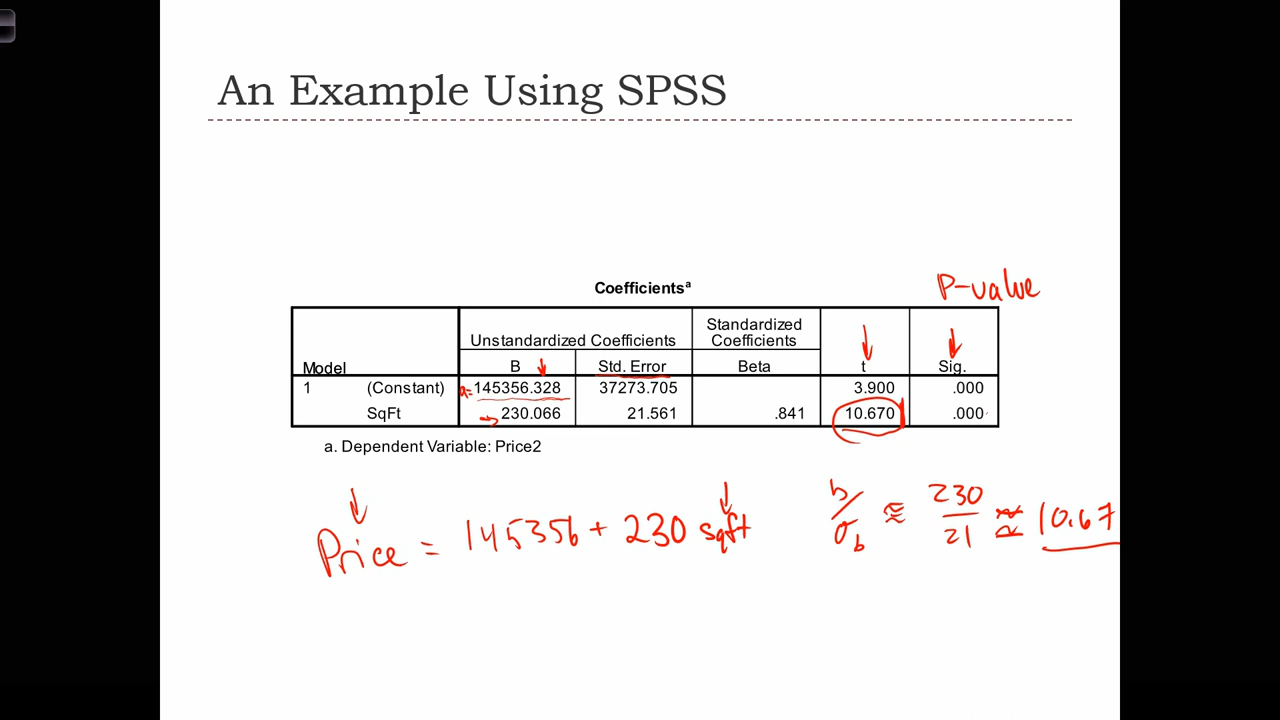 An Example Using SPSS
P-value
Coefficientsᵃ
Model Unstandardized Coefficients Standardized Coefficients t Sig.
B Std. Error Beta
1 (Constant) a= 145356.328 37273.705 3.900 .000
SqFt 230.066 21.561 .841 10.670 .000
a. Dependent Variable: Price2
Price = 145356 + 230 sqft
b/σb ≈ 230/21 ≈ 10.67